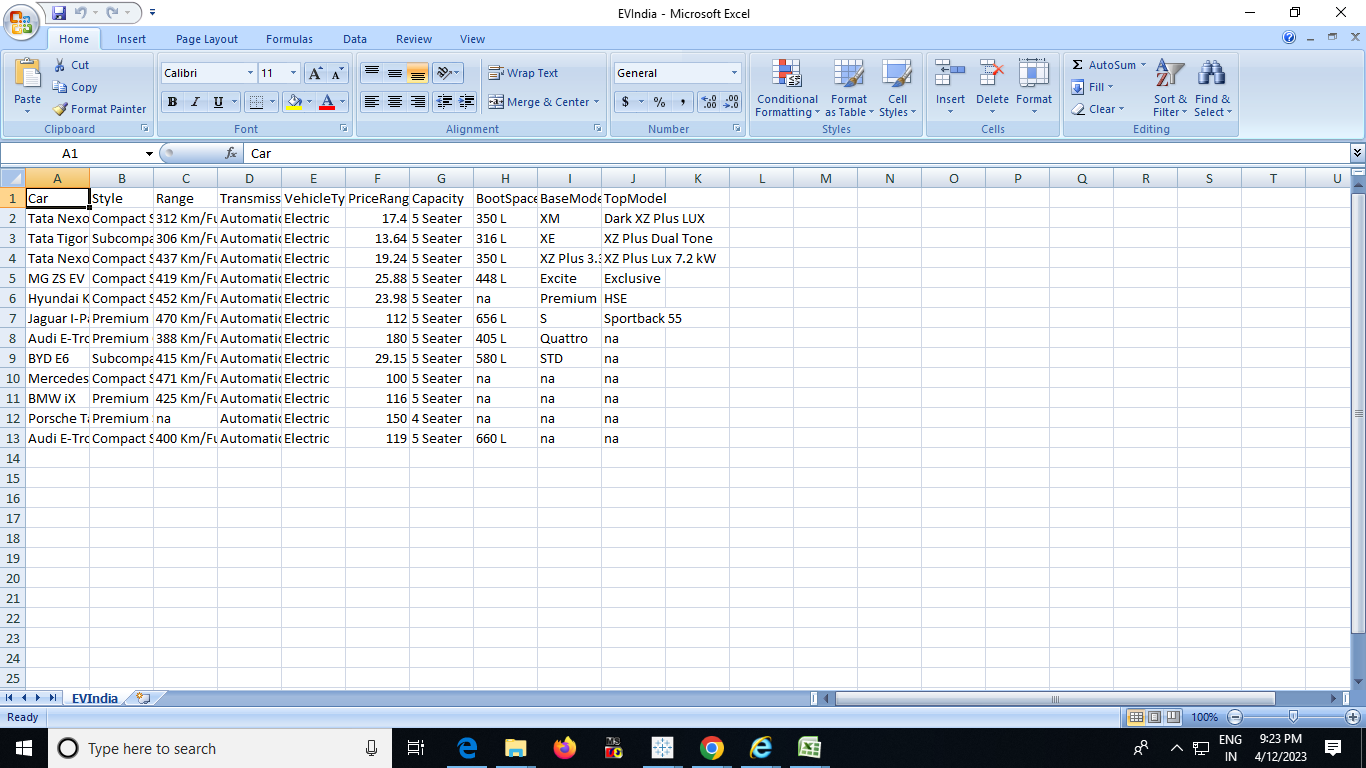 EVIndia - Microsoft Excel
Home Insert Page Layout Formulas Data Review View
Paste
Cut
Copy
Format Painter
Clipboard
Calibri 11
B I U
Font
Wrap Text
Merge & Center
Alignment
General
$ % ,
Number
Conditional Formatting
Format as Table
Cell Styles
Styles
Insert Delete Format
Cells
Σ AutoSum
Fill
Clear
Sort & Filter
Find & Select
Editing
A1 fx Car
A B C D E F G H I J K L M N O P Q R S T U
1 Car Style Range Transmiss VehicleTy PriceRang Capacity BootSpace BaseMode TopModel
2 Tata Nexo Compact S 312 Km/Fu Automatic Electric 17.4 5 Seater 350 L XM Dark XZ Plus LUX
3 Tata Tigor Subcompa 306 Km/Fu Automatic Electric 13.64 5 Seater 316 L XE XZ Plus Dual Tone
4 Tata Nexo Compact S 437 Km/Fu Automatic Electric 19.24 5 Seater 350 L XZ Plus 3.3 XZ Plus Lux 7.2 kW
5 MG ZS EV Compact S 419 Km/Fu Automatic Electric 25.88 5 Seater 448 L Excite Exclusive
6 Hyundai K Compact S 452 Km/Fu Automatic Electric 23.98 5 Seater na Premium HSE
7 Jaguar I-Pa Premium 470 Km/Fu Automatic Electric 112 5 Seater 656 L S Sportback 55
8 Audi E-Tro Premium 388 Km/Fu Automatic Electric 180 5 Seater 405 L Quattro na
9 BYD E6 Subcompa 415 Km/Fu Automatic Electric 29.15 5 Seater 580 L STD na
10 Mercedes Compact S 471 Km/Fu Automatic Electric 100 5 Seater na na na
11 BMW iX Premium 425 Km/Fu Automatic Electric 116 5 Seater na na na
12 Porsche Ta Premium na Automatic Electric 150 4 Seater na na na
13 Audi E-Tro Compact S 400 Km/Fu Automatic Electric 119 5 Seater 660 L na na
14
15
16
17
18
19
20
21
22
23
24
25
EVIndia
Ready 100%
Type here to search
ENG 9:23 PM
IN 4/12/2023